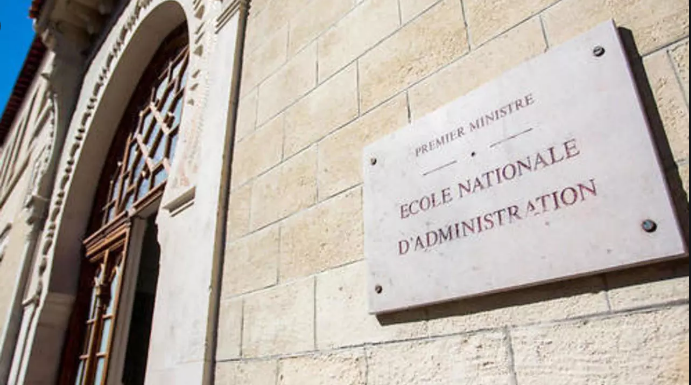 PREMIER MINISTRE
ECOLE NATIONALE
D'ADMINISTRATION